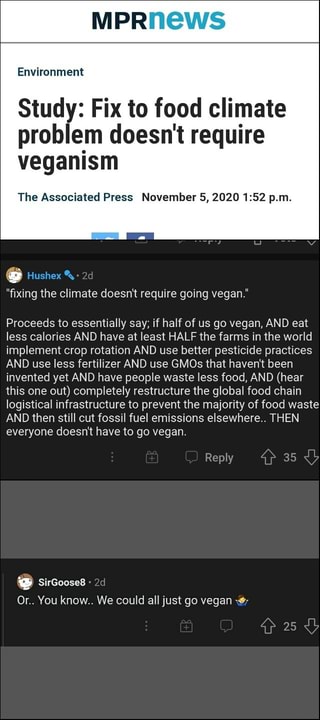 MPRnews
Environment
Study: Fix to food climate
problem doesn't require
veganism
The Associated Press November 5, 2020 1:52 p.m.
Hushex • 2d
"fixing the climate doesn't require going vegan."
Proceeds to essentially say; if half of us go vegan, AND eat
less calories AND have at least HALF the farms in the world
implement crop rotation AND use better pesticide practices
AND use less fertilizer AND use GMOs that haven't been
invented yet AND have people waste less food, AND (hear
this one out) completely restructure the global food chain
logistical infrastructure to prevent the majority of food waste
AND then still cut fossil fuel emissions elsewhere.. THEN
everyone doesn't have to go vegan.
Reply 35
SirGoose8 • 2d
Or.. You know.. We could all just go vegan 🤷‍♂️
25